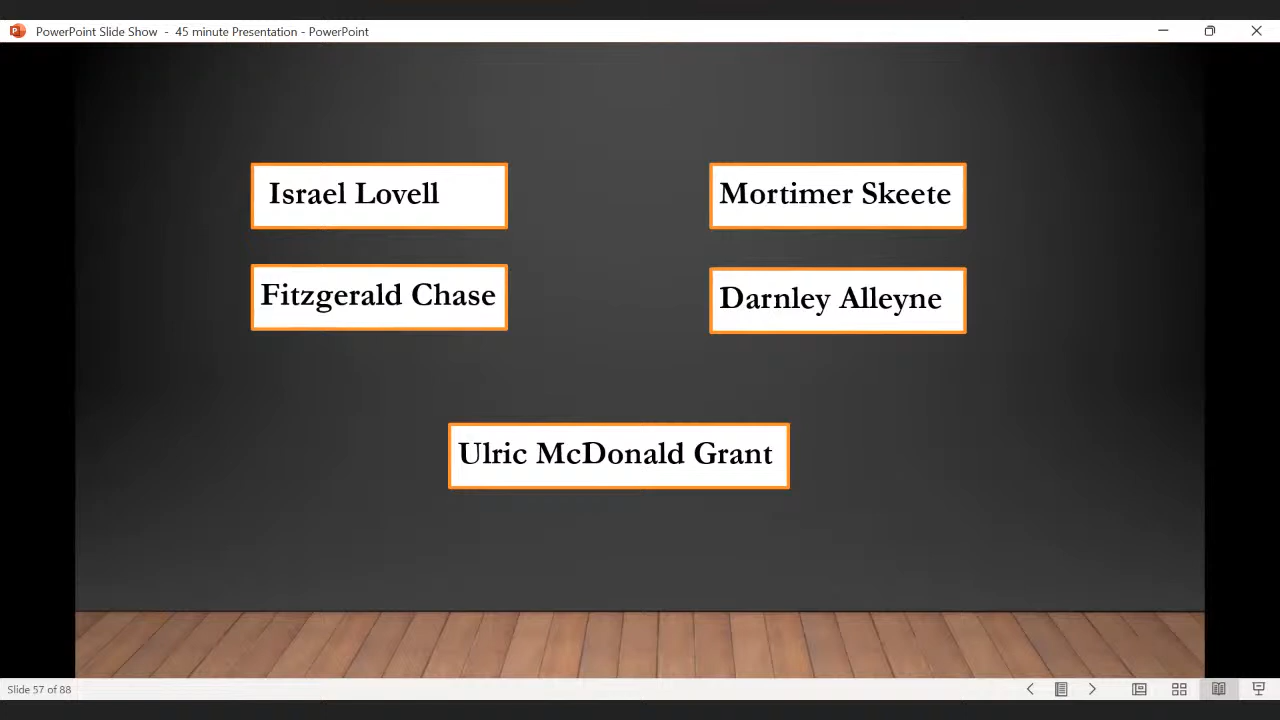 PowerPoint Slide Show - 45 minute Presentation - PowerPoint
Israel Lovell
Mortimer Skeete
Fitzgerald Chase
Darnley Alleyne
Ulric McDonald Grant
Slide 57 of 88